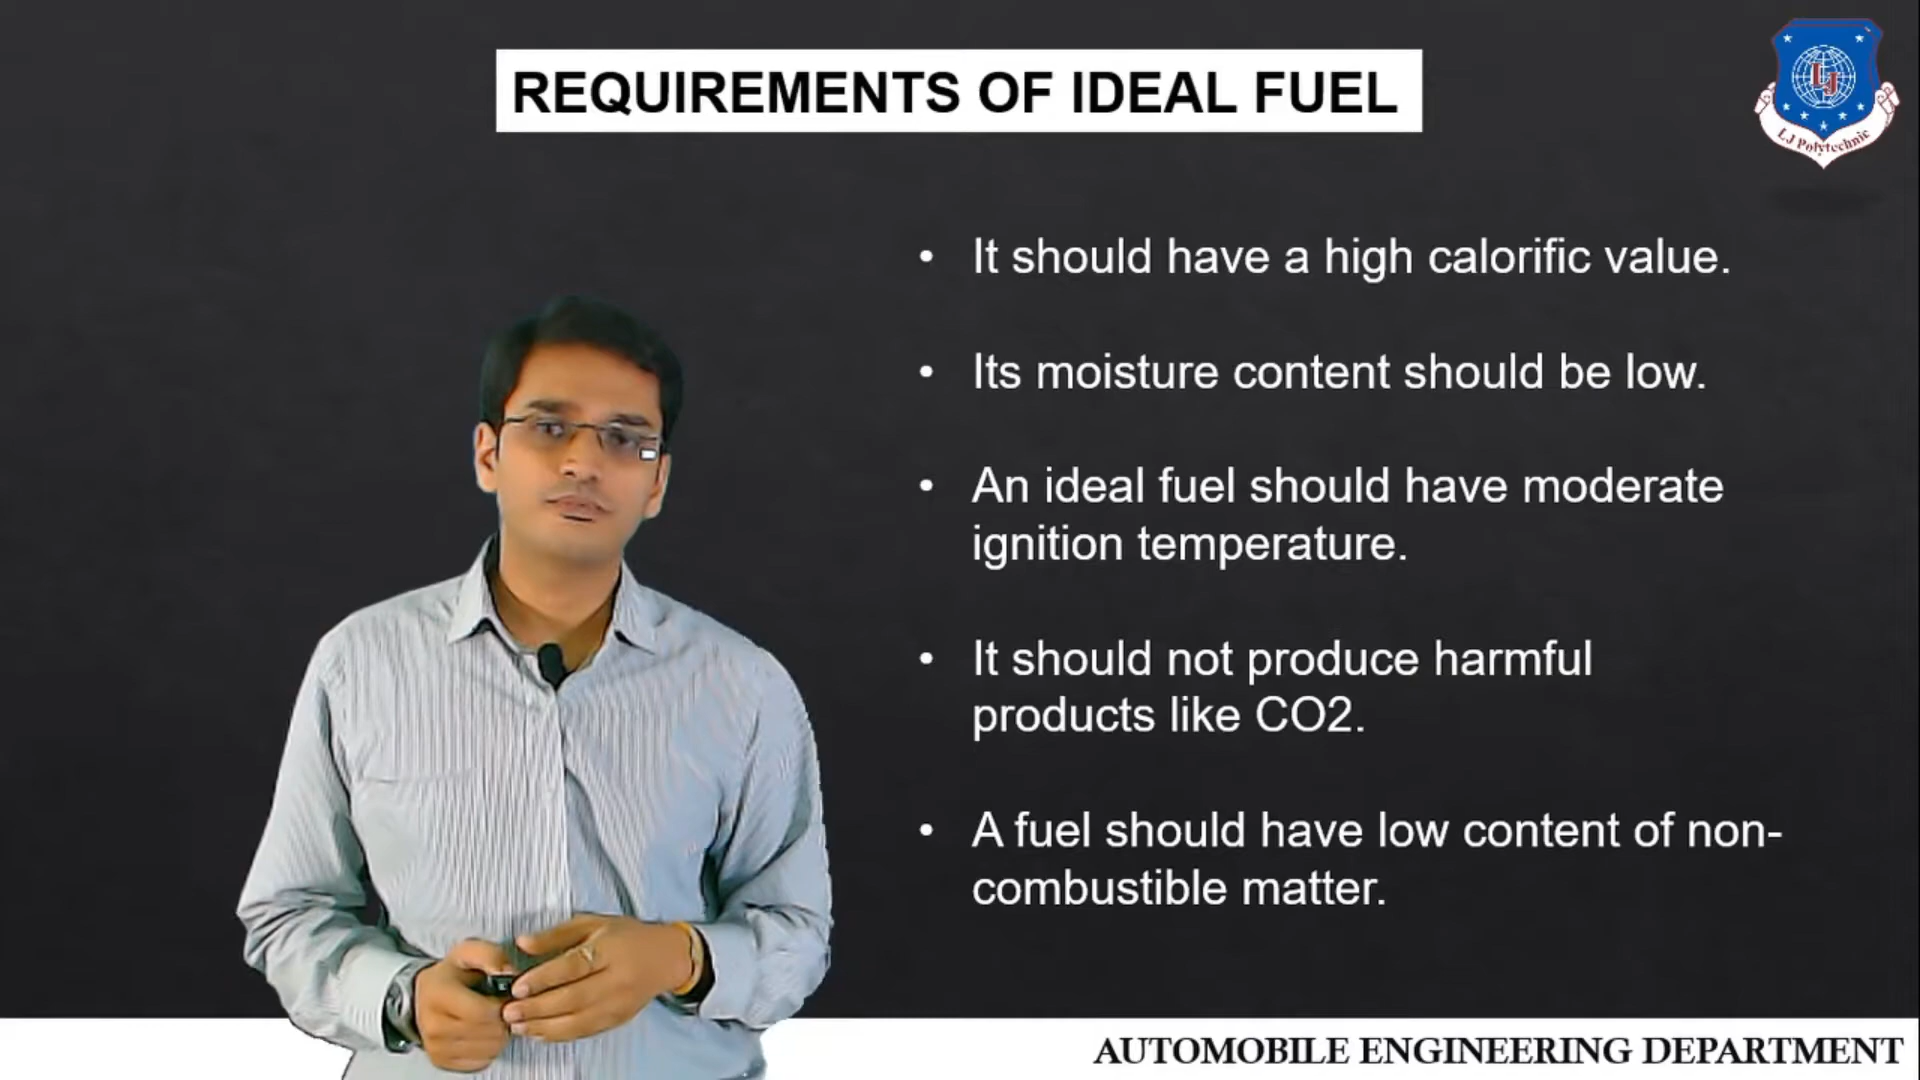 REQUIREMENTS OF IDEAL FUEL
LJ
LJ Polytechnic
• It should have a high calorific value.
• Its moisture content should be low.
• An ideal fuel should have moderate
ignition temperature.
• It should not produce harmful
products like CO2.
• A fuel should have low content of non-
combustible matter.
AUTOMOBILE ENGINEERING DEPARTMENT